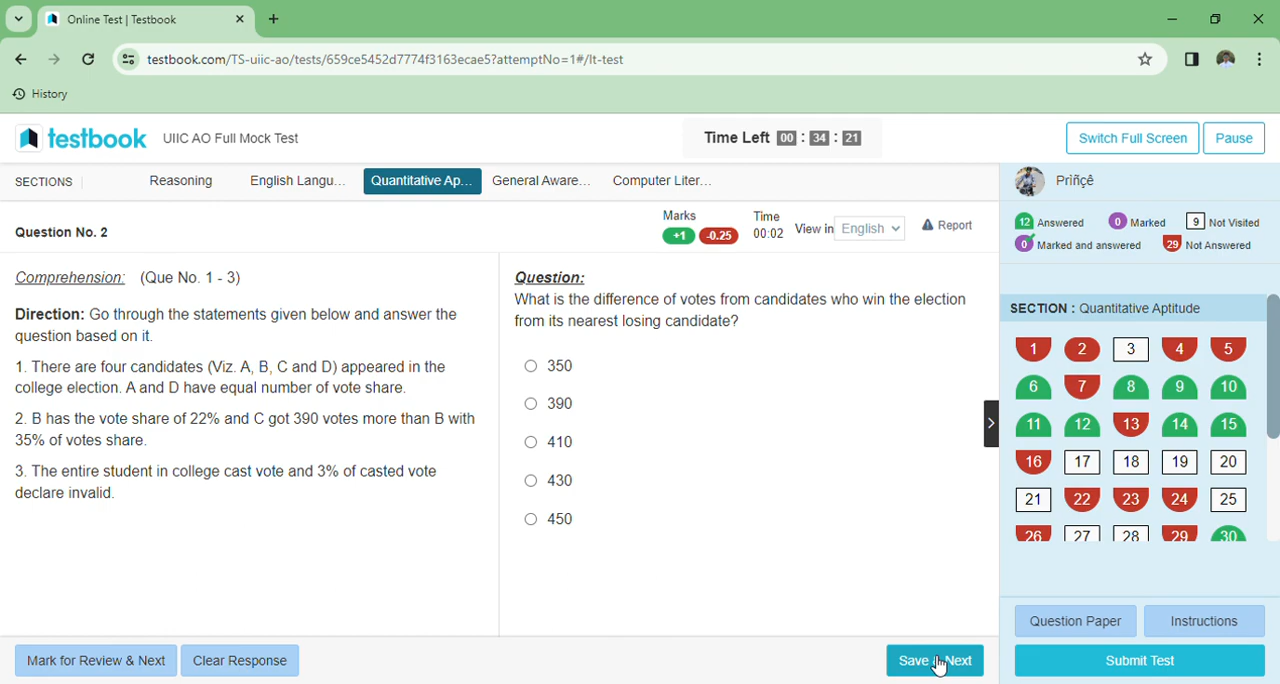 Online Test | Testbook
testbook.com/TS-uiic-ao/tests/659ce5452d7774f3163ecae5?attemptNo=1#/lt-test
History
testbook UIIC AO Full Mock Test
Time Left 00 : 34 : 21
Switch Full Screen
Pause
SECTIONS
Reasoning
English Langu...
Quantitative Ap...
General Aware...
Computer Liter...
Prïñçê
Question No. 2
Marks
+1 -0.25
Time
00:02
View in English
Report
12 Answered
0 Marked
9 Not Visited
0 Marked and answered
29 Not Answered
Comprehension: (Que No. 1 - 3)
Direction: Go through the statements given below and answer the
question based on it.
1. There are four candidates (Viz. A, B, C and D) appeared in the
college election. A and D have equal number of vote share.
2. B has the vote share of 22% and C got 390 votes more than B with
35% of votes share.
3. The entire student in college cast vote and 3% of casted vote
declare invalid.
Question:
What is the difference of votes from candidates who win the election
from its nearest losing candidate?
350
390
410
430
450
SECTION : Quantitative Aptitude
1 2 3 4 5
6 7 8 9 10
11 12 13 14 15
16 17 18 19 20
21 22 23 24 25
26 27 28 29 30
Question Paper
Instructions
Mark for Review & Next
Clear Response
Save & Next
Submit Test